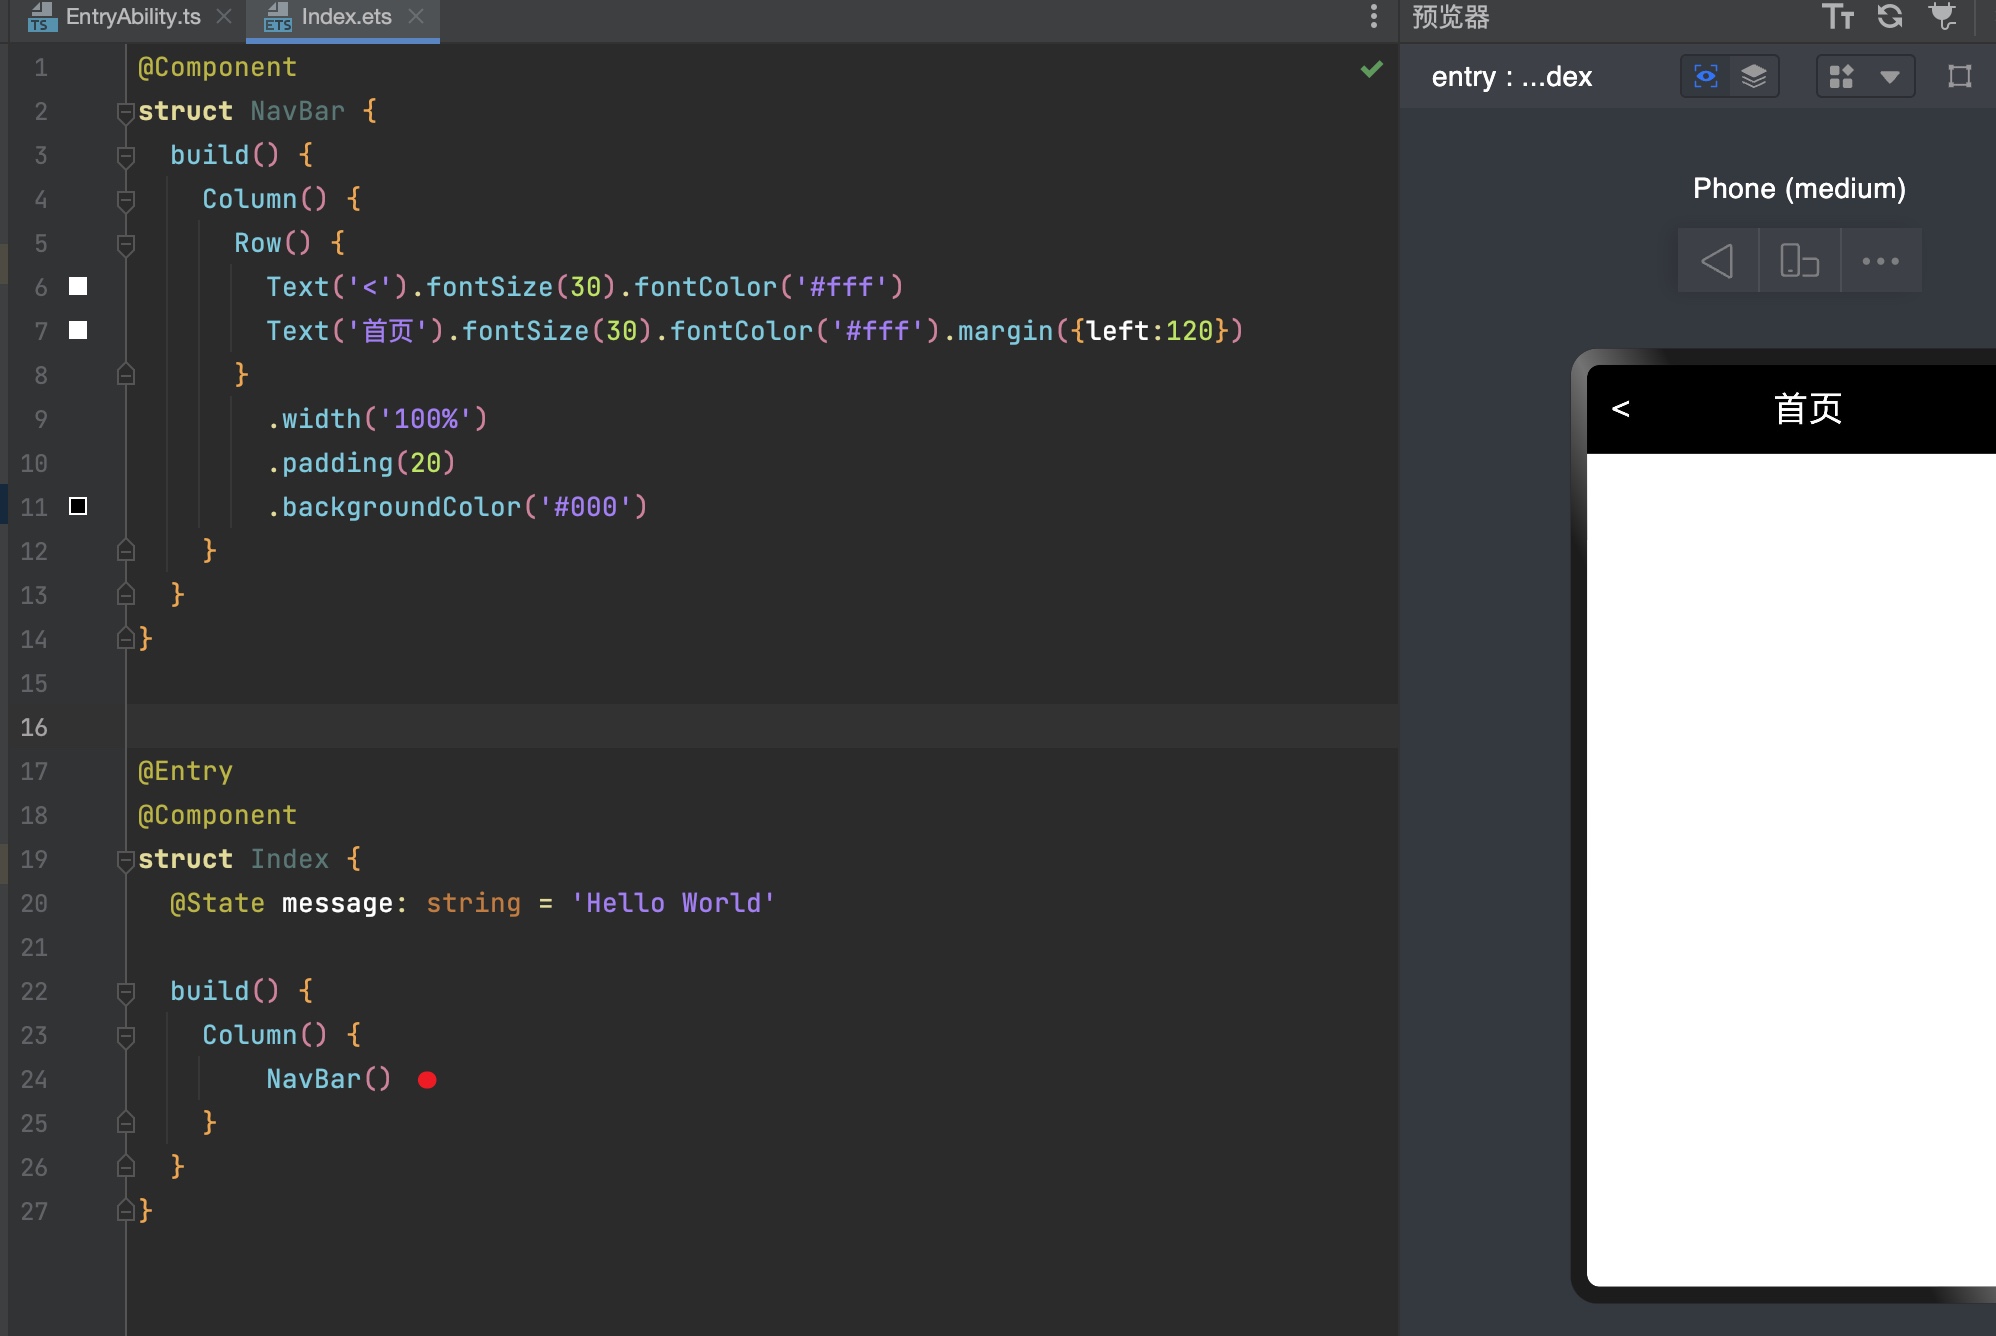 EntryAbility.ts
Index.ets
预览器
TS
ETS
entry : ...dex
Phone (medium)
<
首页
1 @Component
2 struct NavBar {
3 build() {
4 Column() {
5 Row() {
6 Text('<').fontSize(30).fontColor('#fff')
7 Text('首页').fontSize(30).fontColor('#fff').margin({left:120})
8 }
9 .width('100%')
10 .padding(20)
11 .backgroundColor('#000')
12 }
13 }
14 }
15
16
17 @Entry
18 @Component
19 struct Index {
20 @State message: string = 'Hello World'
21
22 build() {
23 Column() {
24 NavBar()
25 }
26 }
27 }